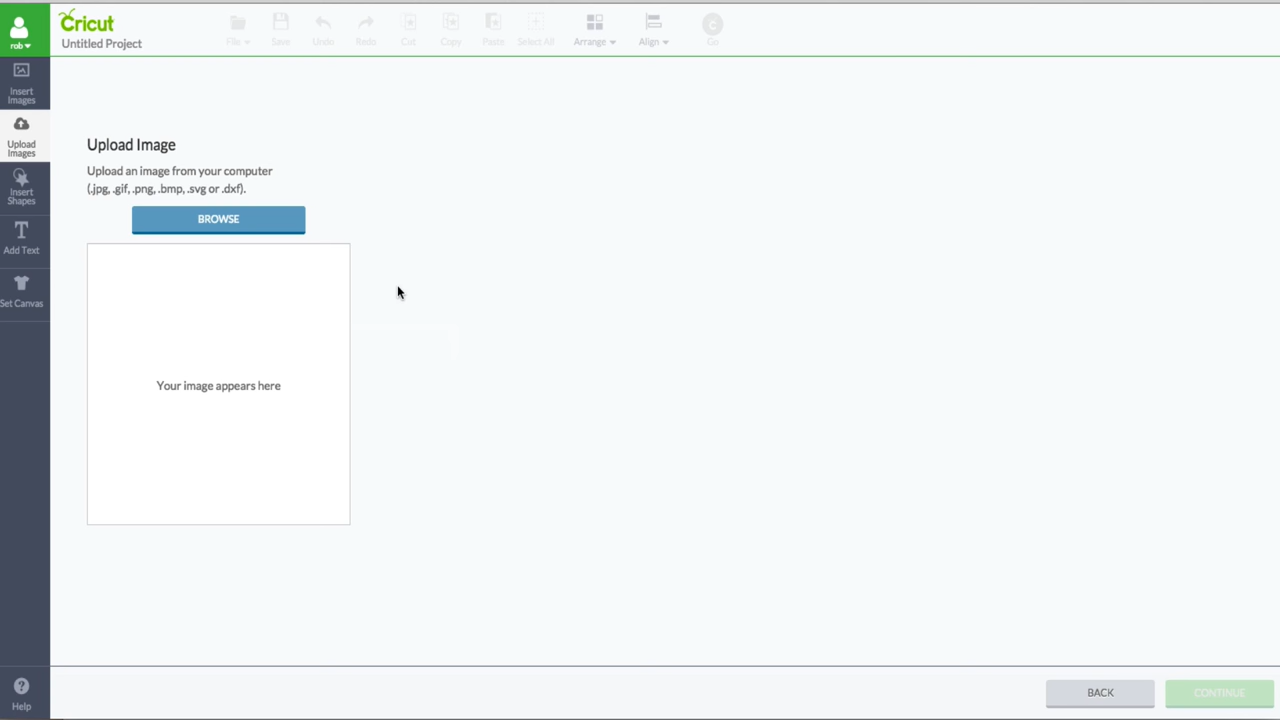 rob
Cricut
Untitled Project
File
Save
Undo
Redo
Cut
Copy
Paste
Select All
Arrange
Align
C
Go
Insert
Images
Upload
Images
Insert
Shapes
T
Add Text
Set Canvas
Upload Image
Upload an image from your computer
(.jpg, .gif, .png, .bmp, .svg or .dxf).
BROWSE
Your image appears here
?
Help
BACK
CONTINUE